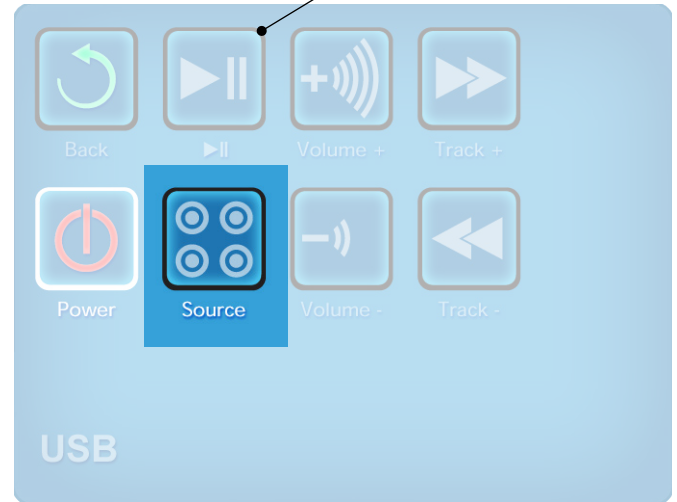 Back ▶II Volume + Track +
Power Source Volume - Track -
USB